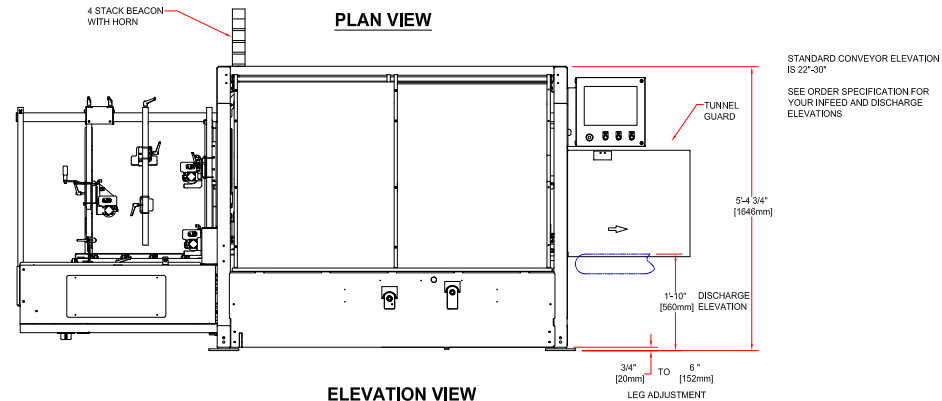 4 STACK BEACON
WITH HORN
PLAN VIEW
STANDARD CONVEYOR ELEVATION
IS 22"-30"
SEE ORDER SPECIFICATION FOR
YOUR INFEED AND DISCHARGE
ELEVATIONS
TUNNEL
GUARD
5'-4 3/4"
[1646mm]
1'-10"
[560mm]
DISCHARGE
ELEVATION
3/4"
[20mm]
TO
6 "
[152mm]
LEG ADJUSTMENT
ELEVATION VIEW